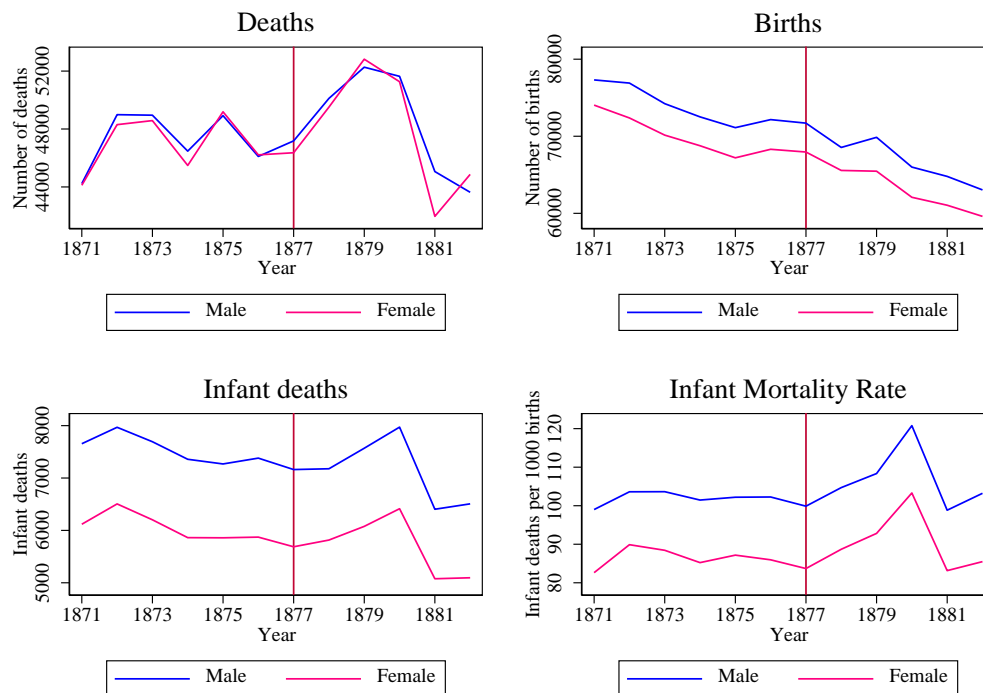 Deaths
Number of deaths
52000
48000
44000
1871 1873 1875 1877 1879 1881
Year
Male Female
Births
Number of births
80000
70000
60000
1871 1873 1875 1877 1879 1881
Year
Male Female
Infant deaths
Infant deaths
8000
7000
6000
5000
1871 1873 1875 1877 1879 1881
Year
Male Female
Infant Mortality Rate
Infant deaths per 1000 births
120
110
100
90
80
1871 1873 1875 1877 1879 1881
Year
Male Female